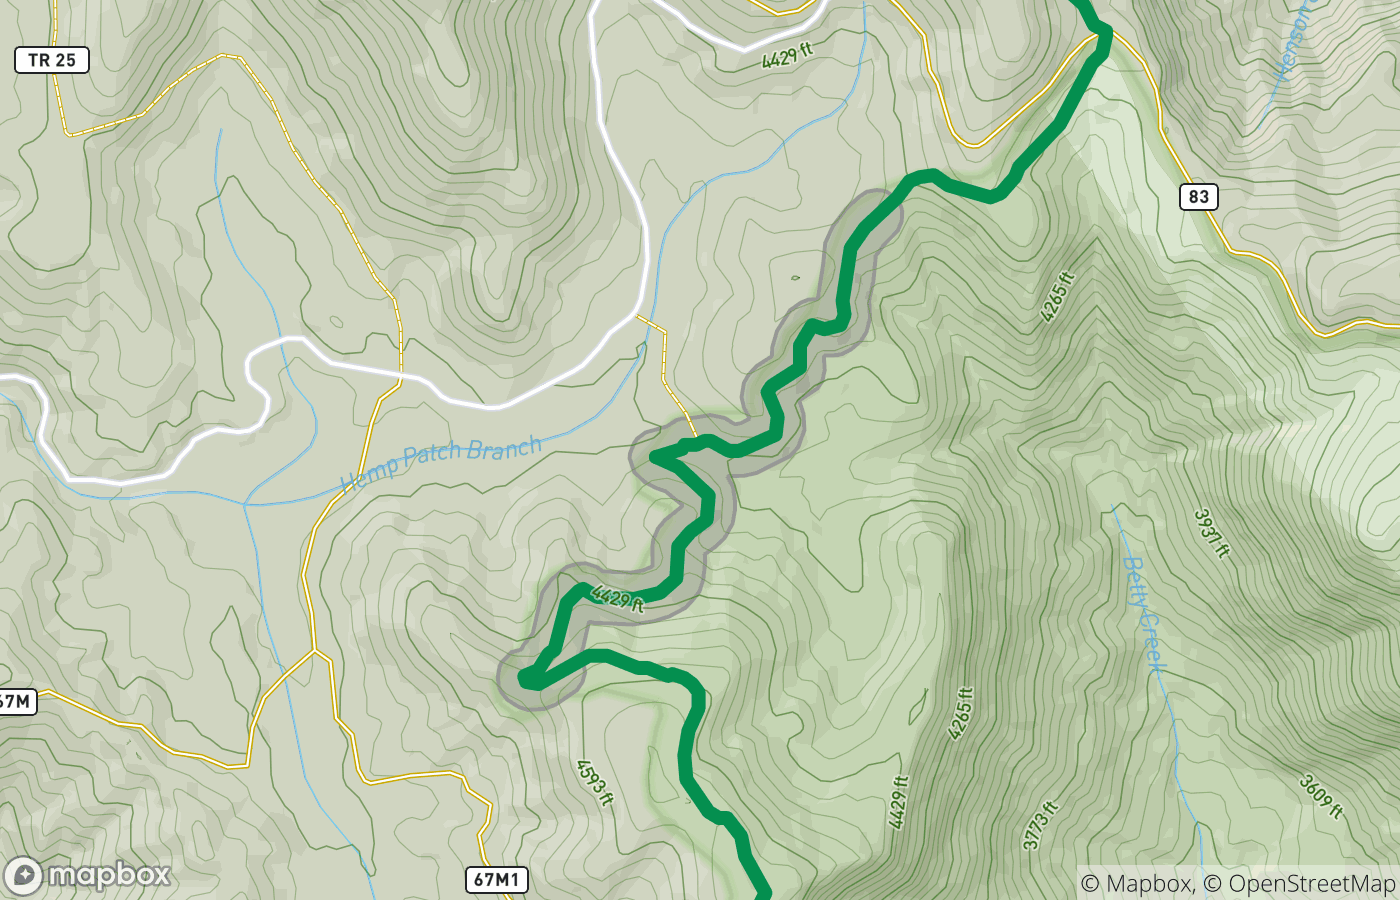 TR 25
4429 ft
Henson
83
4265 ft
Hemp Patch Branch
3937 ft
Betty Creek
4429 ft
67M
4265 ft
4593 ft
4429 ft
3773 ft
3609 ft
67M1
mapbox
© Mapbox, © OpenStreetMap